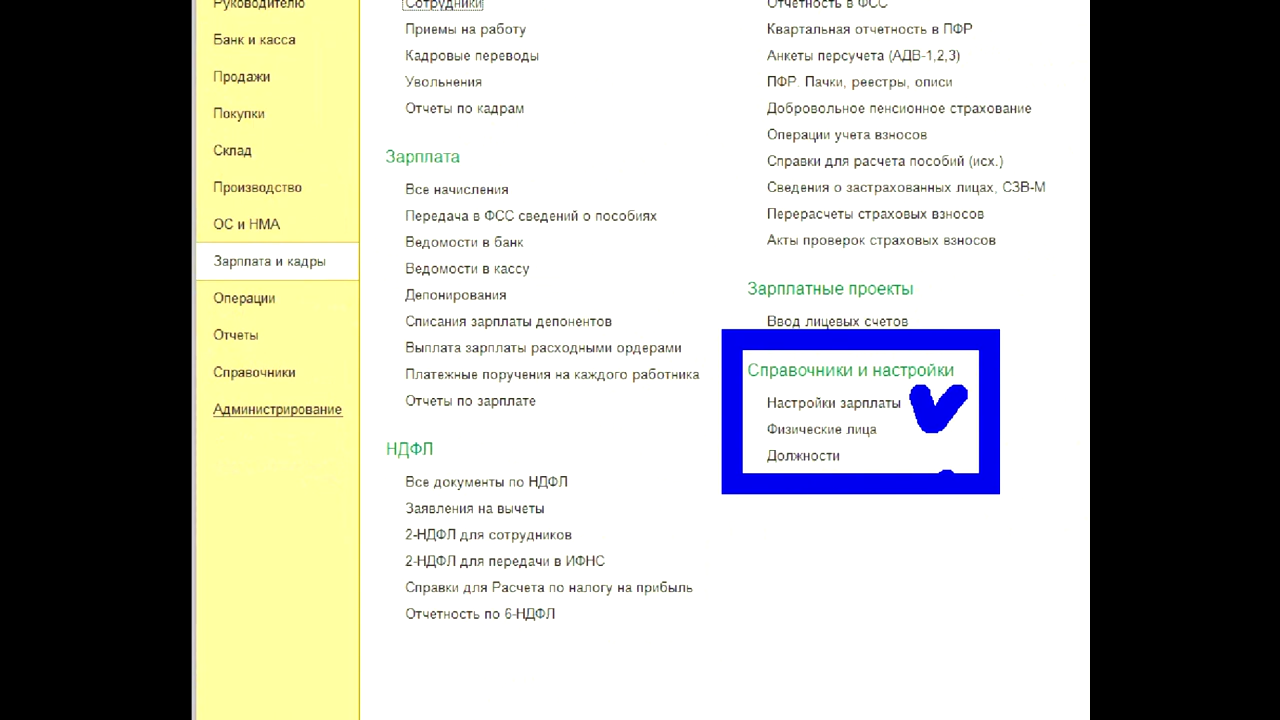 Руководителю
Банк и касса
Продажи
Покупки
Склад
Производство
ОС и НМА
Зарплата и кадры
Операции
Отчеты
Справочники
Администрирование
Сотрудники
Приемы на работу
Кадровые переводы
Увольнения
Отчеты по кадрам
Зарплата
Все начисления
Передача в ФСС сведений о пособиях
Ведомости в банк
Ведомости в кассу
Депонирования
Списания зарплаты депонентов
Выплата зарплаты расходными ордерами
Платежные поручения на каждого работника
Отчеты по зарплате
НДФЛ
Все документы по НДФЛ
Заявления на вычеты
2-НДФЛ для сотрудников
2-НДФЛ для передачи в ИФНС
Справки для Расчета по налогу на прибыль
Отчетность по 6-НДФЛ
Отчетность в ФСС
Квартальная отчетность в ПФР
Анкеты персучета (АДВ-1,2,3)
ПФР. Пачки, реестры, описи
Добровольное пенсионное страхование
Операции учета взносов
Справки для расчета пособий (исх.)
Сведения о застрахованных лицах, СЗВ-М
Перерасчеты страховых взносов
Акты проверок страховых взносов
Зарплатные проекты
Ввод лицевых счетов
Справочники и настройки
Настройки зарплаты
Физические лица
Должности